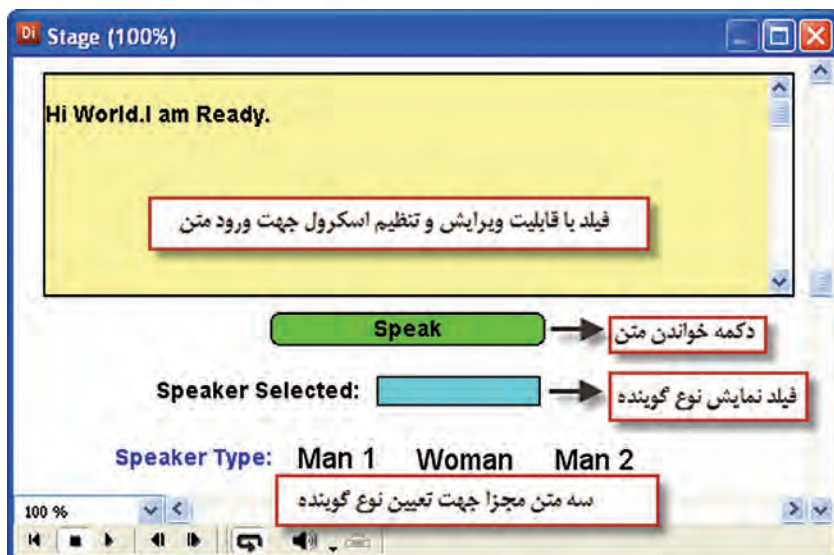 Di Stage (100%)
Hi World.I am Ready.
فیلد با قابلیت ویرایش و تنظیم اسکرول جهت ورود متن
Speak
دکمه خواندن متن
Speaker Selected:
فیلد نمایش نوع گوینده
Speaker Type: Man 1 Woman Man 2
سه متن مجزا جهت تعیین نوع گوینده
100 %